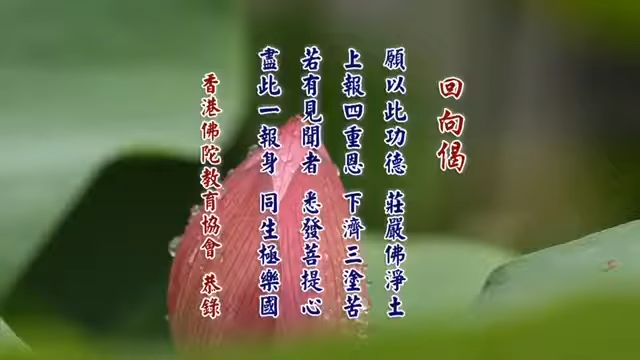 回向偈
願以此功德 莊嚴佛淨土
上報四重恩 下濟三塗苦
若有見聞者 悉發菩提心
盡此一報身 同生極樂國
香港佛陀教育協會 恭錄